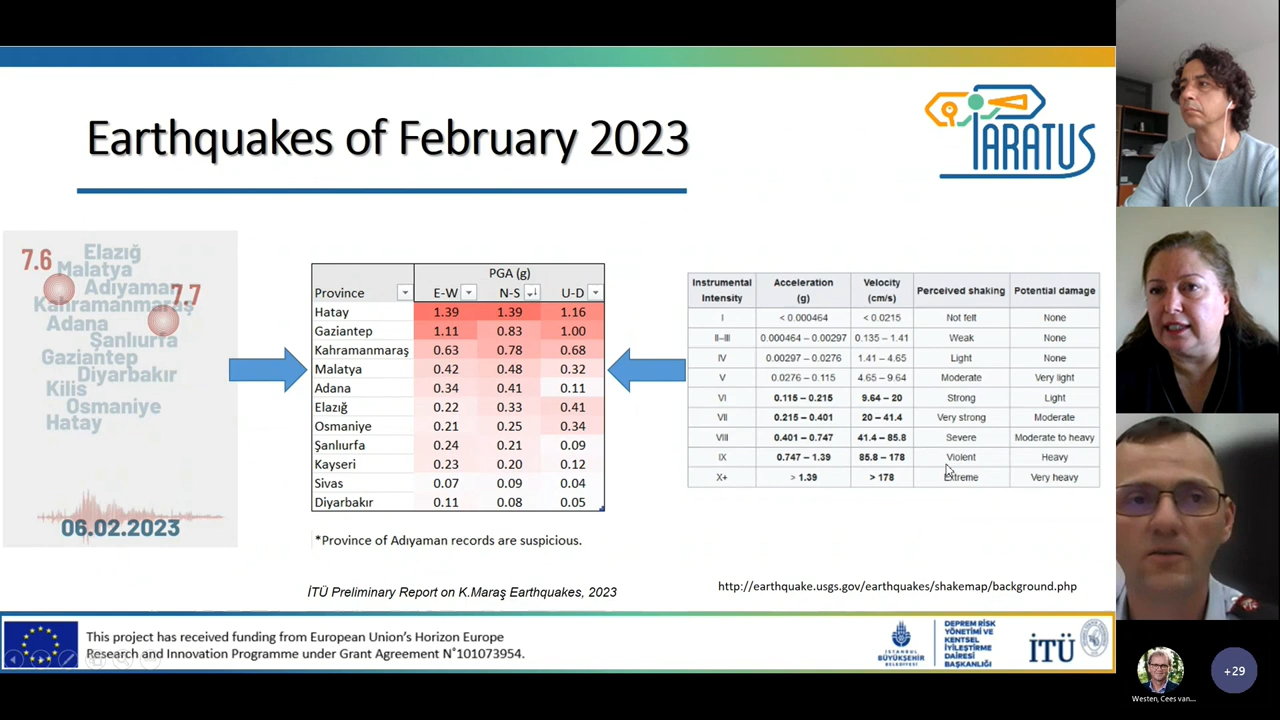 Earthquakes of February 2023
PARATUS
7.6
Elazığ
Malatya
Adıyaman
7.7
Kahramanmaraş
Adana
Şanlıurfa
Gaziantep
Diyarbakır
Kilis
Osmaniye
Hatay
06.02.2023
PGA (g)
Province E-W N-S U-D
Hatay 1.39 1.39 1.16
Gaziantep 1.11 0.83 1.00
Kahramanmaraş 0.63 0.78 0.68
Malatya 0.42 0.48 0.32
Adana 0.34 0.41 0.11
Elazığ 0.22 0.33 0.41
Osmaniye 0.21 0.25 0.34
Şanlıurfa 0.24 0.21 0.09
Kayseri 0.23 0.20 0.12
Sivas 0.07 0.09 0.04
Diyarbakır 0.11 0.08 0.05
*Province of Adıyaman records are suspicious.
İTÜ Preliminary Report on K.Maraş Earthquakes, 2023
Instrumental Intensity Acceleration (g) Velocity (cm/s) Perceived shaking Potential damage
I < 0.000464 < 0.0215 Not felt None
II–III 0.000464 – 0.00297 0.135 - 1.41 Weak None
IV 0.00297 – 0.0276 1.41 – 4.65 Light None
V 0.0276 – 0.115 4.65 – 9.64 Moderate Very light
VI 0.115 – 0.215 9.64 – 20 Strong Light
VII 0.215 – 0.401 20 – 41.4 Very strong Moderate
VIII 0.401 – 0.747 41.4 – 85.8 Severe Moderate to heavy
IX 0.747 – 1.39 85.8 – 178 Violent Heavy
X+ > 1.39 > 178 Extreme Very heavy
http://earthquake.usgs.gov/earthquakes/shakemap/background.php
This project has received funding from European Union's Horizon Europe
Research and Innovation Programme under Grant Agreement N°101073954.
İSTANBUL
BÜYÜKŞEHİR
BELEDİYESİ
DEPREM RİSK
YÖNETİMİ VE
KENTSEL
İYİLEŞTİRME
DAİRESİ
BAŞKANLIĞI
İTÜ
Westen, Cees van...
+29